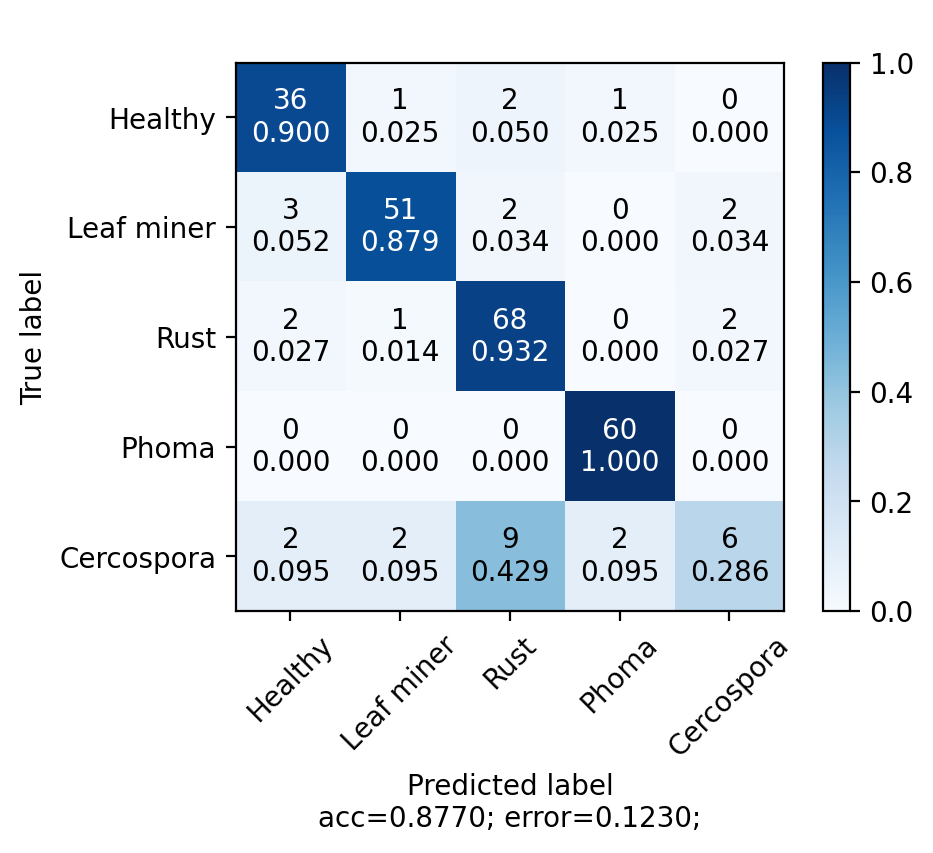 Healthy 36 1 2 1 0
0.900 0.025 0.050 0.025 0.000
Leaf miner 3 51 2 0 2
0.052 0.879 0.034 0.000 0.034
Rust 2 1 68 0 2
0.027 0.014 0.932 0.000 0.027
Phoma 0 0 0 60 0
0.000 0.000 0.000 1.000 0.000
Cercospora 2 2 9 2 6
0.095 0.095 0.429 0.095 0.286
True label
Healthy Leaf miner Rust Phoma Cercospora
Predicted label
acc=0.8770; error=0.1230;
1.0
0.8
0.6
0.4
0.2
0.0